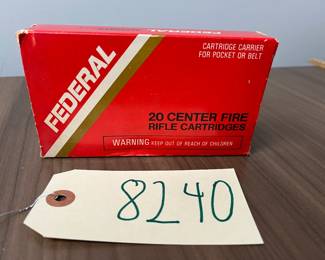 FEDERAL
CARTRIDGE CARRIER
FOR POCKET OR BELT
20 CENTER FIRE
RIFLE CARTRIDGES
WARNING KEEP OUT OF REACH OF CHILDREN
8240